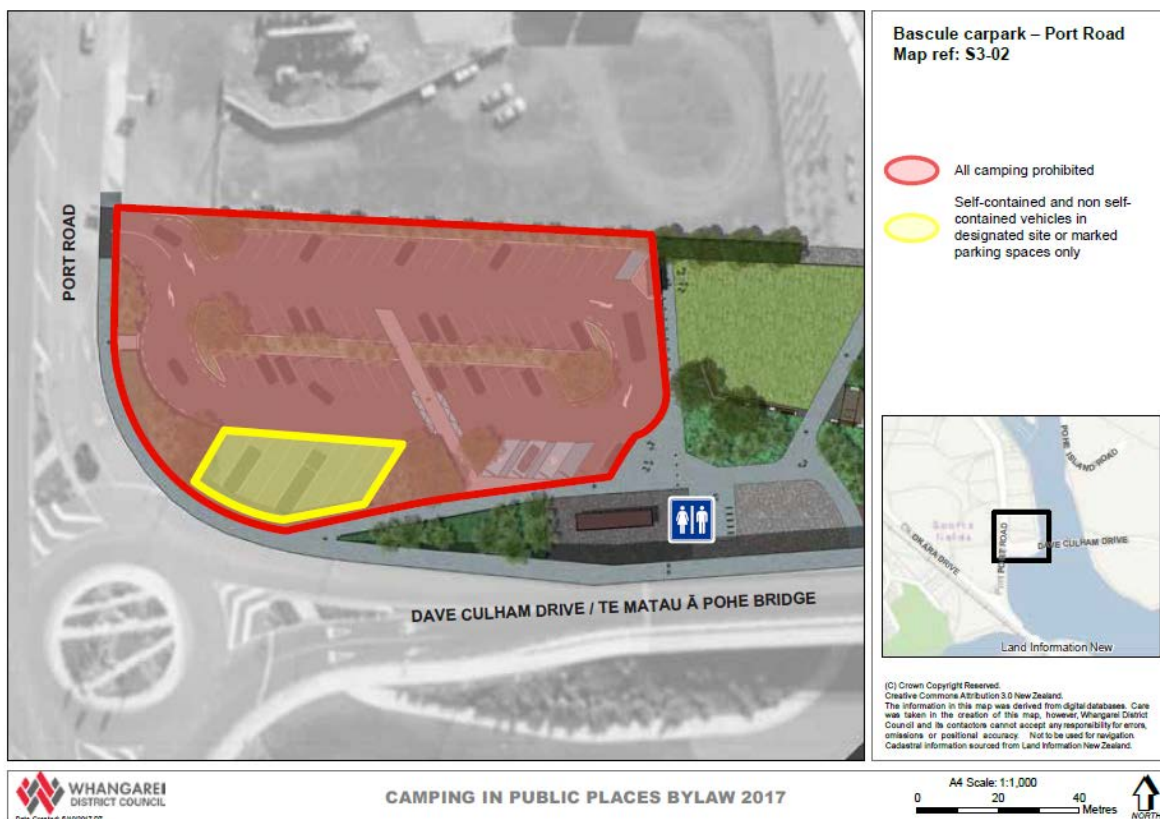 Bascule carpark – Port Road
Map ref: S3-02
All camping prohibited
Self-contained and non self-
contained vehicles in
designated site or marked
parking spaces only
PORT ROAD
DAVE CULHAM DRIVE / TE MATAU Ā POHE BRIDGE
POHE ISLAND ROAD
Sports
fields
OKARA DRIVE
PORT ROAD
DAVE CULHAM DRIVE
Land Information New
(C) Crown Copyright Reserved.
Creative Commons Attribution 3.0 New Zealand.
The information in this map was derived from digital databases. Care
was taken in the creation of this map, however, Whangarei District
Council and its contactors cannot accept any responsibility for errors,
omissions or positional accuracy. Not to be used for navigation.
Cadastral information sourced from Land Information New Zealand.
WHANGAREI
DISTRICT COUNCIL
CAMPING IN PUBLIC PLACES BYLAW 2017
A4 Scale: 1:1,000
0 20 40
Metres
NORTH